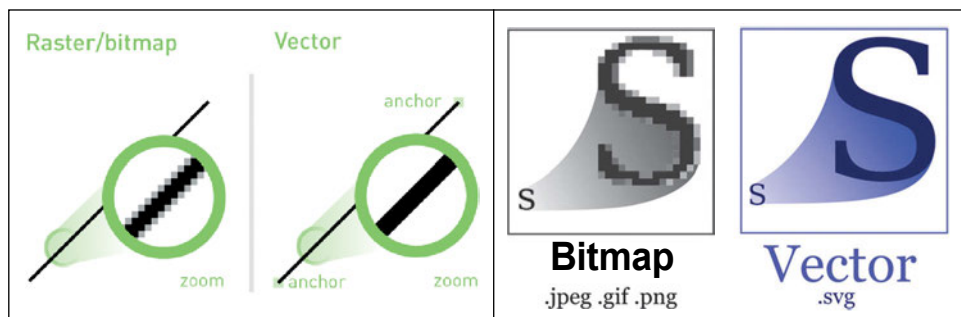 Raster/bitmap
Vector
anchor
zoom
anchor
zoom
S
S
Bitmap
.jpeg .gif .png
S
S
Vector
.svg